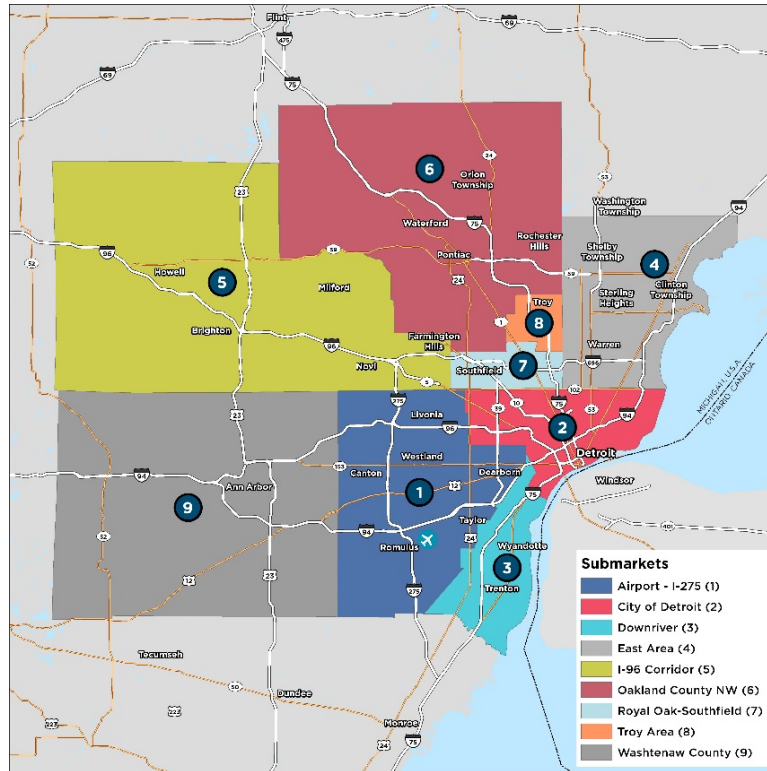 Flint
69
475
69
75
24
53
Orion
Township
6
Washington
Township
94
23
Waterford
75
Rochester
Hills
Shelby
Township
4
52
96
59
Pontiac
59
Howell
24
Clinton
Township
5
Milford
Sterling
Heights
Troy
8
1
Brighton
Farmington
Hills
Warren
96
7
Novi
Southfield
696
5
102
MICHIGAN, U.S.A.
ONTARIO, CANADA
23
275
10
75
53
94
39
Livonia
96
2
Westland
Detroit
153
Canton
Dearborn
94
Ann Arbor
1
12
75
Windsor
9
Taylor
401
94
24
Wyandotte
52
Romulus
3
12
23
275
Trenton
Tecumseh
50
Dundee
223
223
Monroe
24
75
Submarkets
Airport - I-275 (1)
City of Detroit (2)
Downriver (3)
East Area (4)
I-96 Corridor (5)
Oakland County NW (6)
Royal Oak-Southfield (7)
Troy Area (8)
Washtenaw County (9)